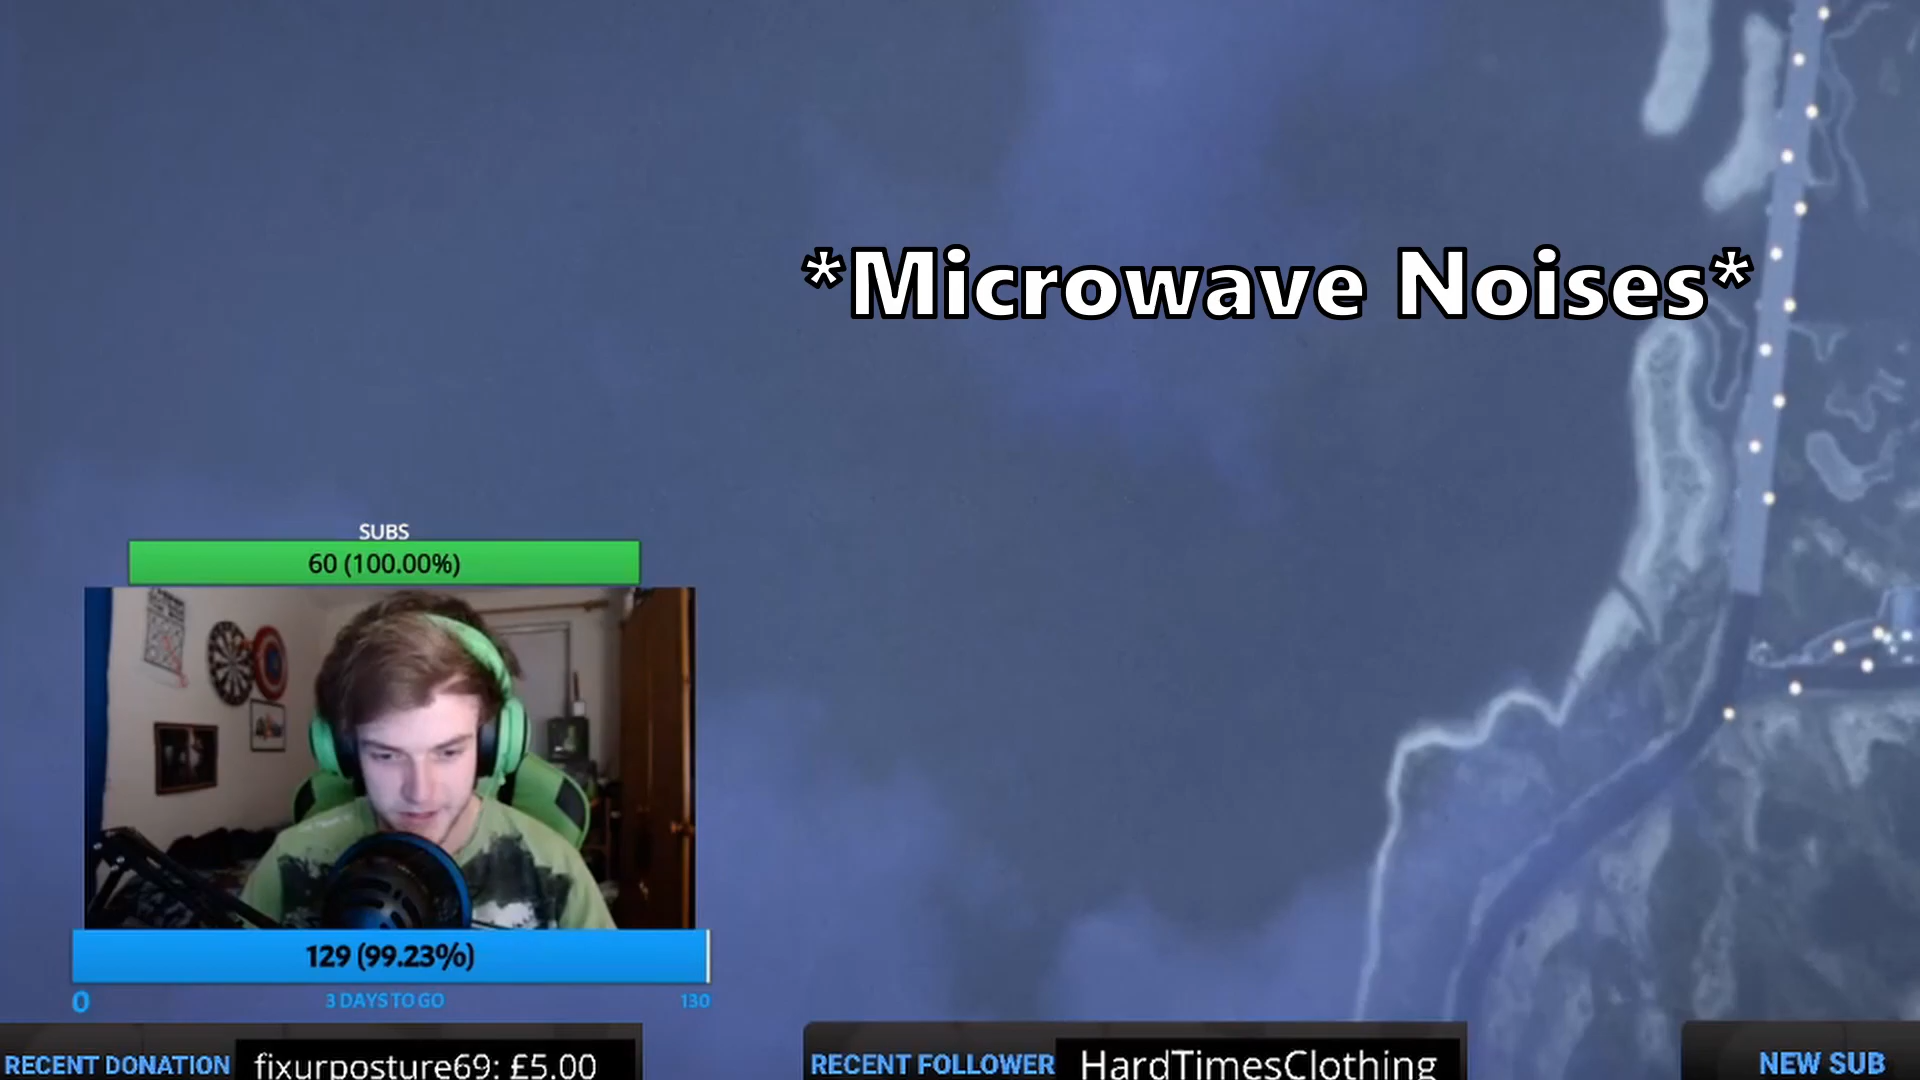 *Microwave Noises*
SUBS
60 (100.00%)
129 (99.23%)
0 3 DAYS TO GO 130
RECENT DONATION fixurposture69: £5.00 RECENT FOLLOWER HardTimesClothing NEW SUB